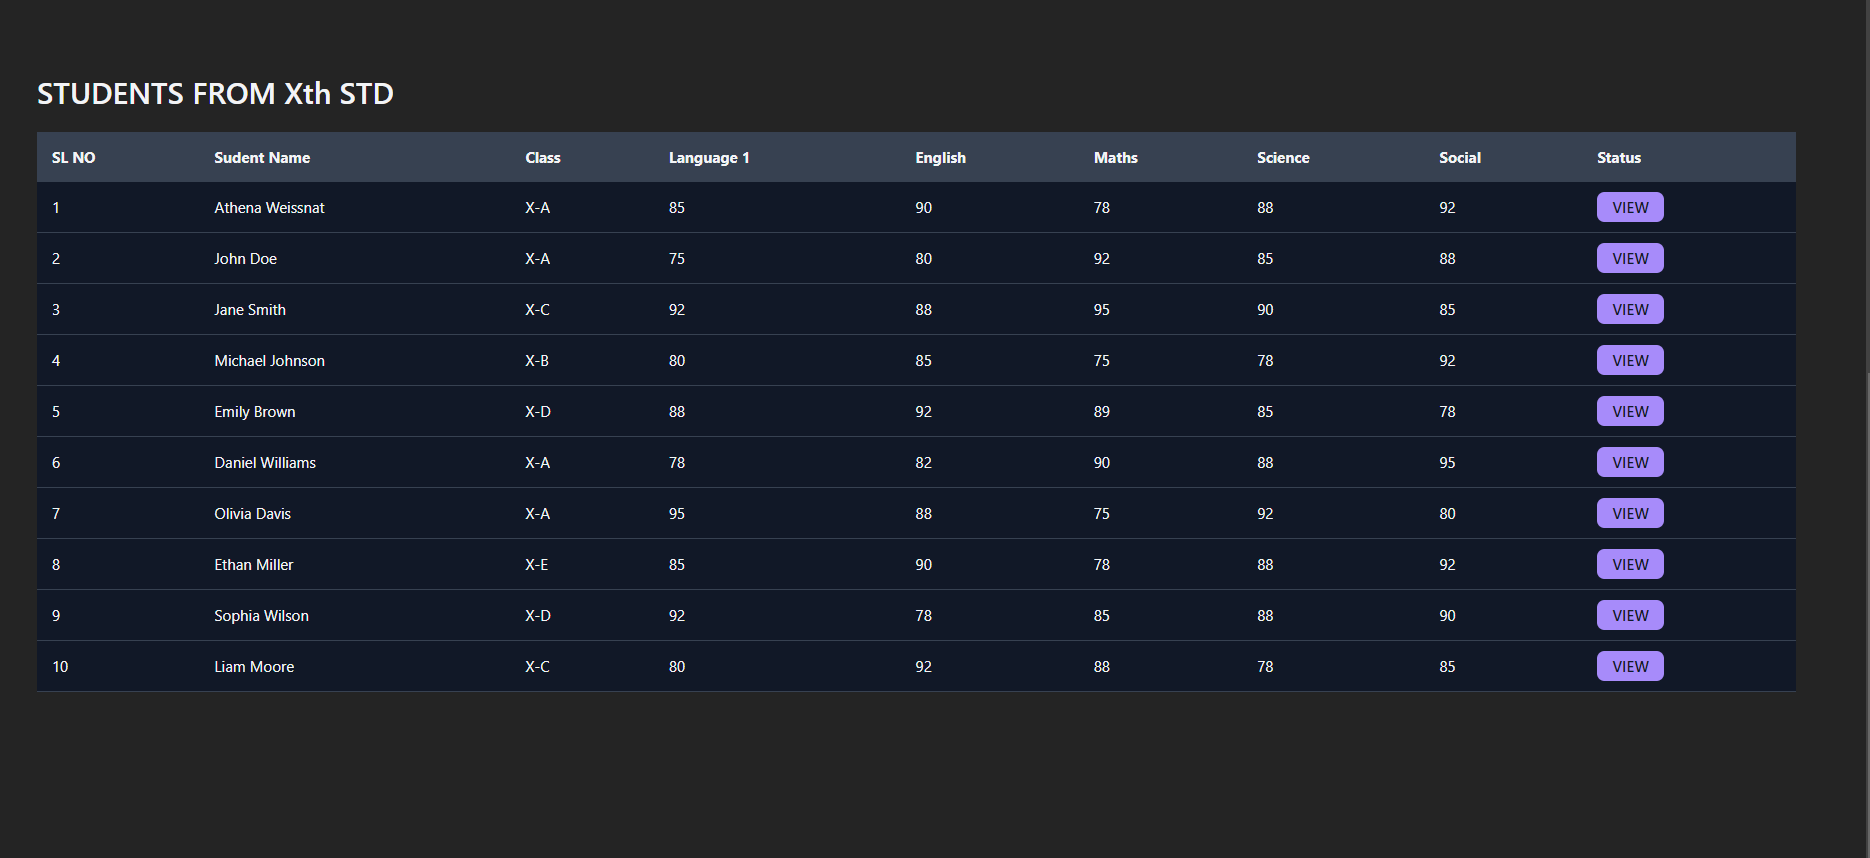 STUDENTS FROM Xth STD
SL NO Sudent Name Class Language 1 English Maths Science Social Status
1 Athena Weissnat X-A 85 90 78 88 92 VIEW
2 John Doe X-A 75 80 92 85 88 VIEW
3 Jane Smith X-C 92 88 95 90 85 VIEW
4 Michael Johnson X-B 80 85 75 78 92 VIEW
5 Emily Brown X-D 88 92 89 85 78 VIEW
6 Daniel Williams X-A 78 82 90 88 95 VIEW
7 Olivia Davis X-A 95 88 75 92 80 VIEW
8 Ethan Miller X-E 85 90 78 88 92 VIEW
9 Sophia Wilson X-D 92 78 85 88 90 VIEW
10 Liam Moore X-C 80 92 88 78 85 VIEW